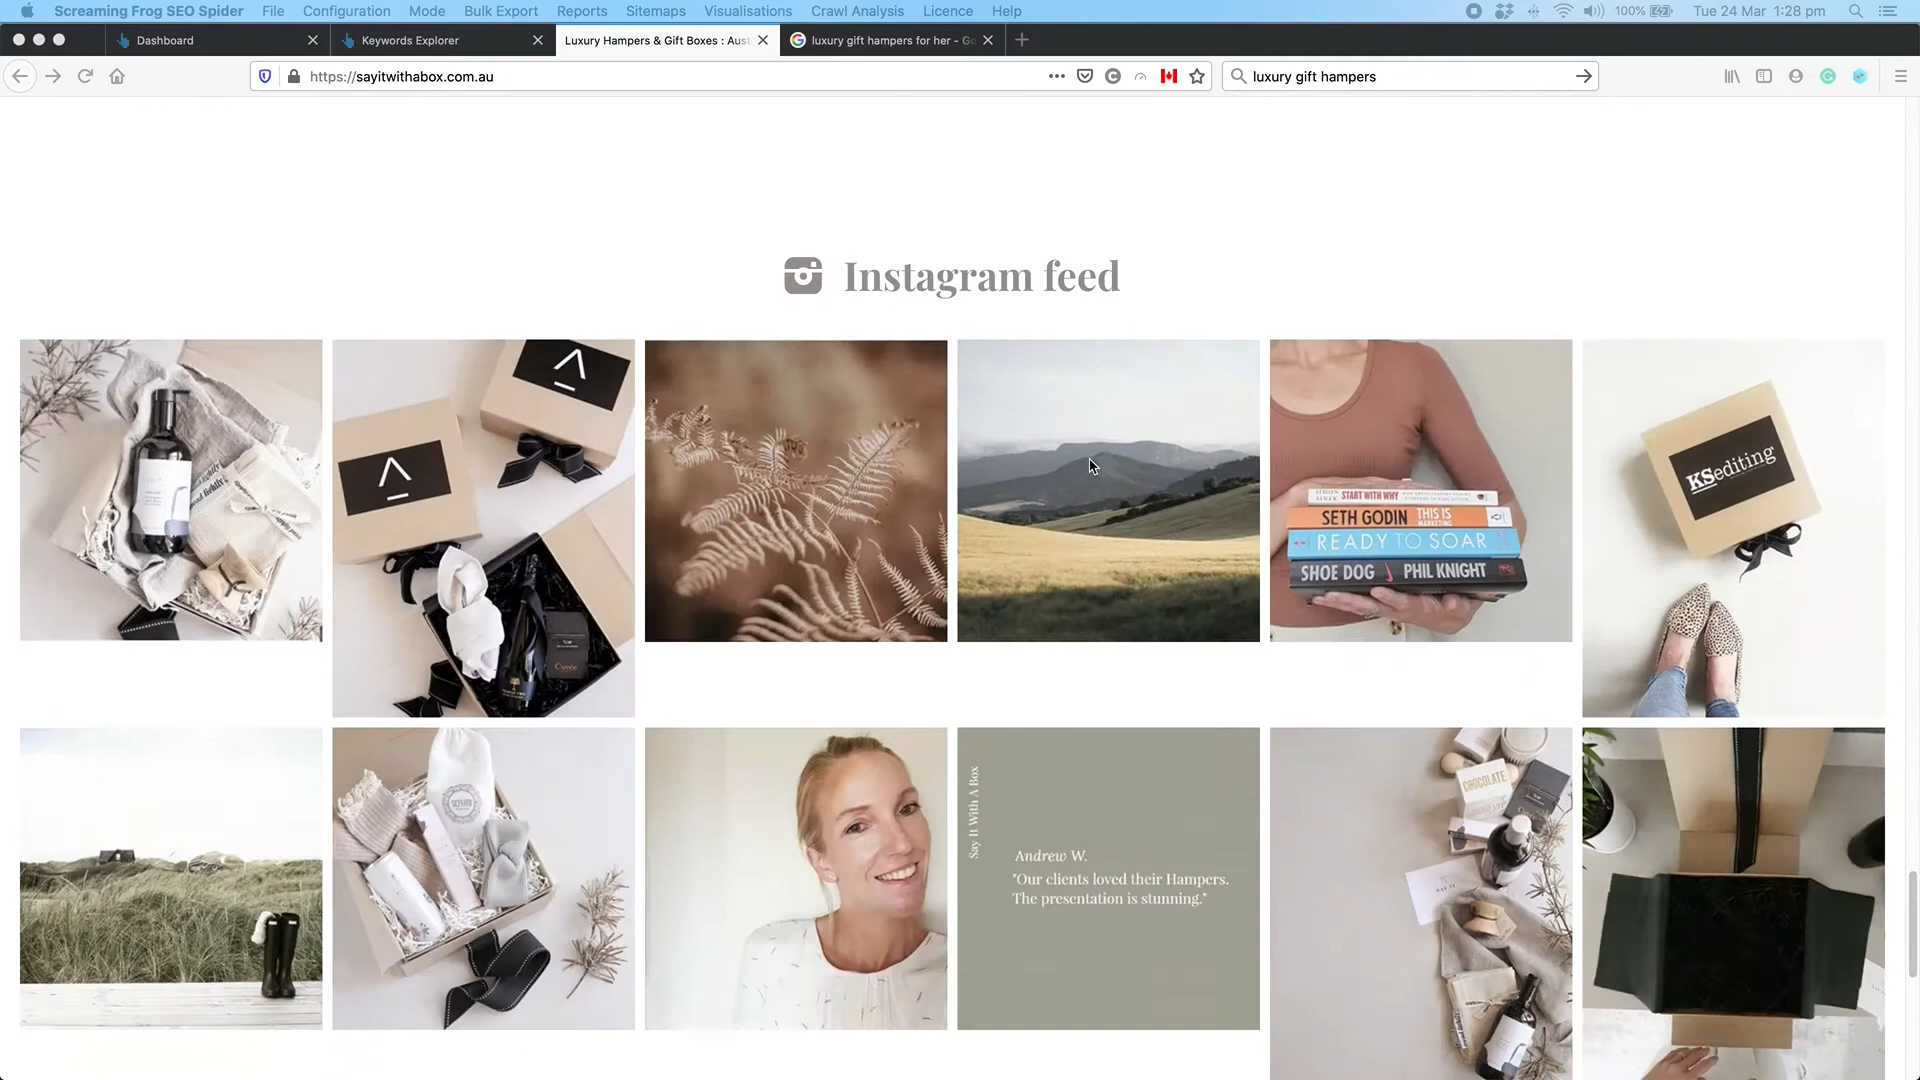 Screaming Frog SEO Spider File Configuration Mode Bulk Export Reports Sitemaps Visualisations Crawl Analysis Licence Help 100% Tue 24 Mar 1:28 pm
Dashboard Keywords Explorer Luxury Hampers & Gift Boxes : Aust luxury gift hampers for her - Go
https://sayitwithabox.com.au luxury gift hampers
Instagram feed
START WITH WHY
SETH GODIN THIS IS MARKETING
READY TO SOAR
SHOE DOG PHIL KNIGHT
KSediting
Cuvée
Say It With A Box
Andrew W.
"Our clients loved their Hampers.
The presentation is stunning."
CHOCOLATE